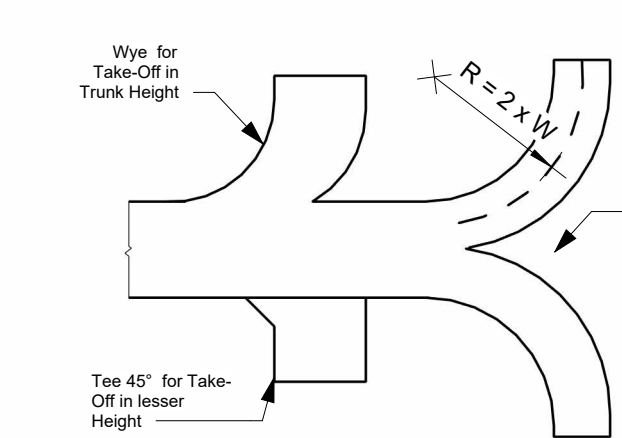 Wye for
Take-Off in
Trunk Height
R = 2 x W
Tee 45° for Take-
Off in lesser
Height